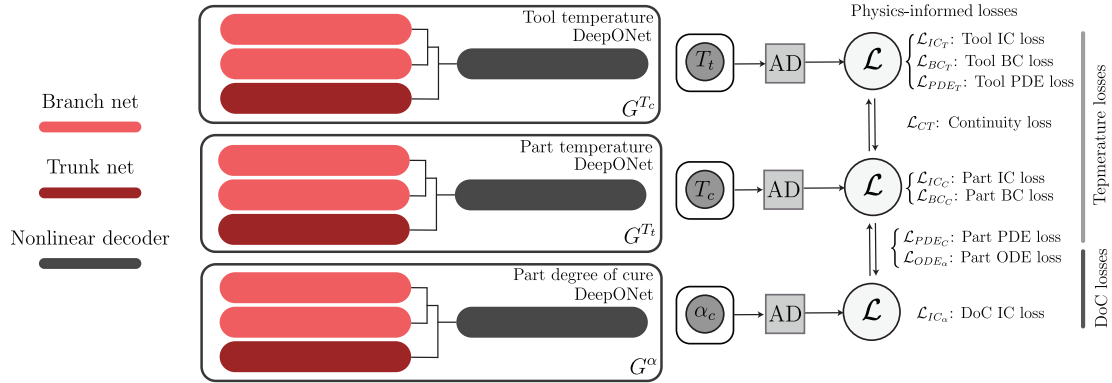 Branch net
Trunk net
Nonlinear decoder
Tool temperature
DeepONet
G^{T_c}
Part temperature
DeepONet
G^{T_t}
Part degree of cure
DeepONet
G^α
T_t
AD
T_c
AD
α_c
AD
Physics-informed losses
ℒ
ℒ_{IC_T}: Tool IC loss
ℒ_{BC_T}: Tool BC loss
ℒ_{PDE_T}: Tool PDE loss
ℒ_{CT}: Continuity loss
ℒ
ℒ_{IC_C}: Part IC loss
ℒ_{BC_C}: Part BC loss
ℒ_{PDE_C}: Part PDE loss
ℒ_{ODE_α}: Part ODE loss
ℒ
ℒ_{IC_α}: DoC IC loss
Tepmerature losses
DoC losses